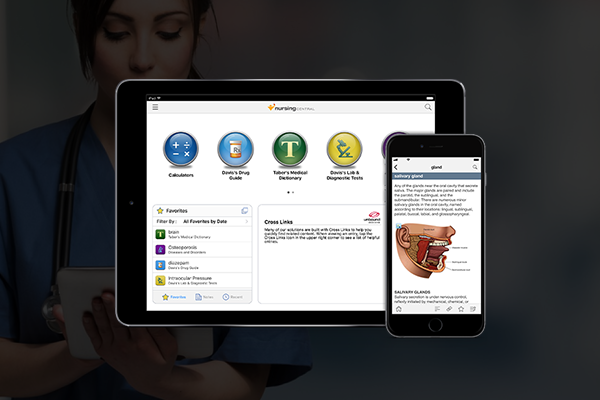 iPad
nursing CENTRAL
Calculators
Davis's Drug
Guide
Rx
T
Taber's Medical
Dictionary
Davis's Lab &
Diagnostic Tests
Favorites
Filter By : All Favorites by Date
brain
Taber's Medical Dictionary
Osteoporosis
Diseases and Disorders
diazepam
Davis's Drug Guide
Intraocular Pressure
Davis's Lab & Diagnostic Tests
Favorites
Notes
Recent
Cross Links
unbound
Many of our solutions are built with Cross Links to help you
quickly find related content. When viewing an entry, tap the
Cross Links icon in the upper right corner to see a list of helpful
entries.
gland
salivary gland
Any of the glands near the oral cavity that secrete
saliva. The major glands are paired and include
the parotid, the sublingual, and the
submandibular. There are numerous minor
salivary glands in the oral cavity, named
according to their locations: lingual, sublingual,
palatal, buccal, labial, and glossopharyngeal.
SALIVARY GLANDS
Salivary secretion is under nervous control,
reflexly initiated by mechanical, chemical, or